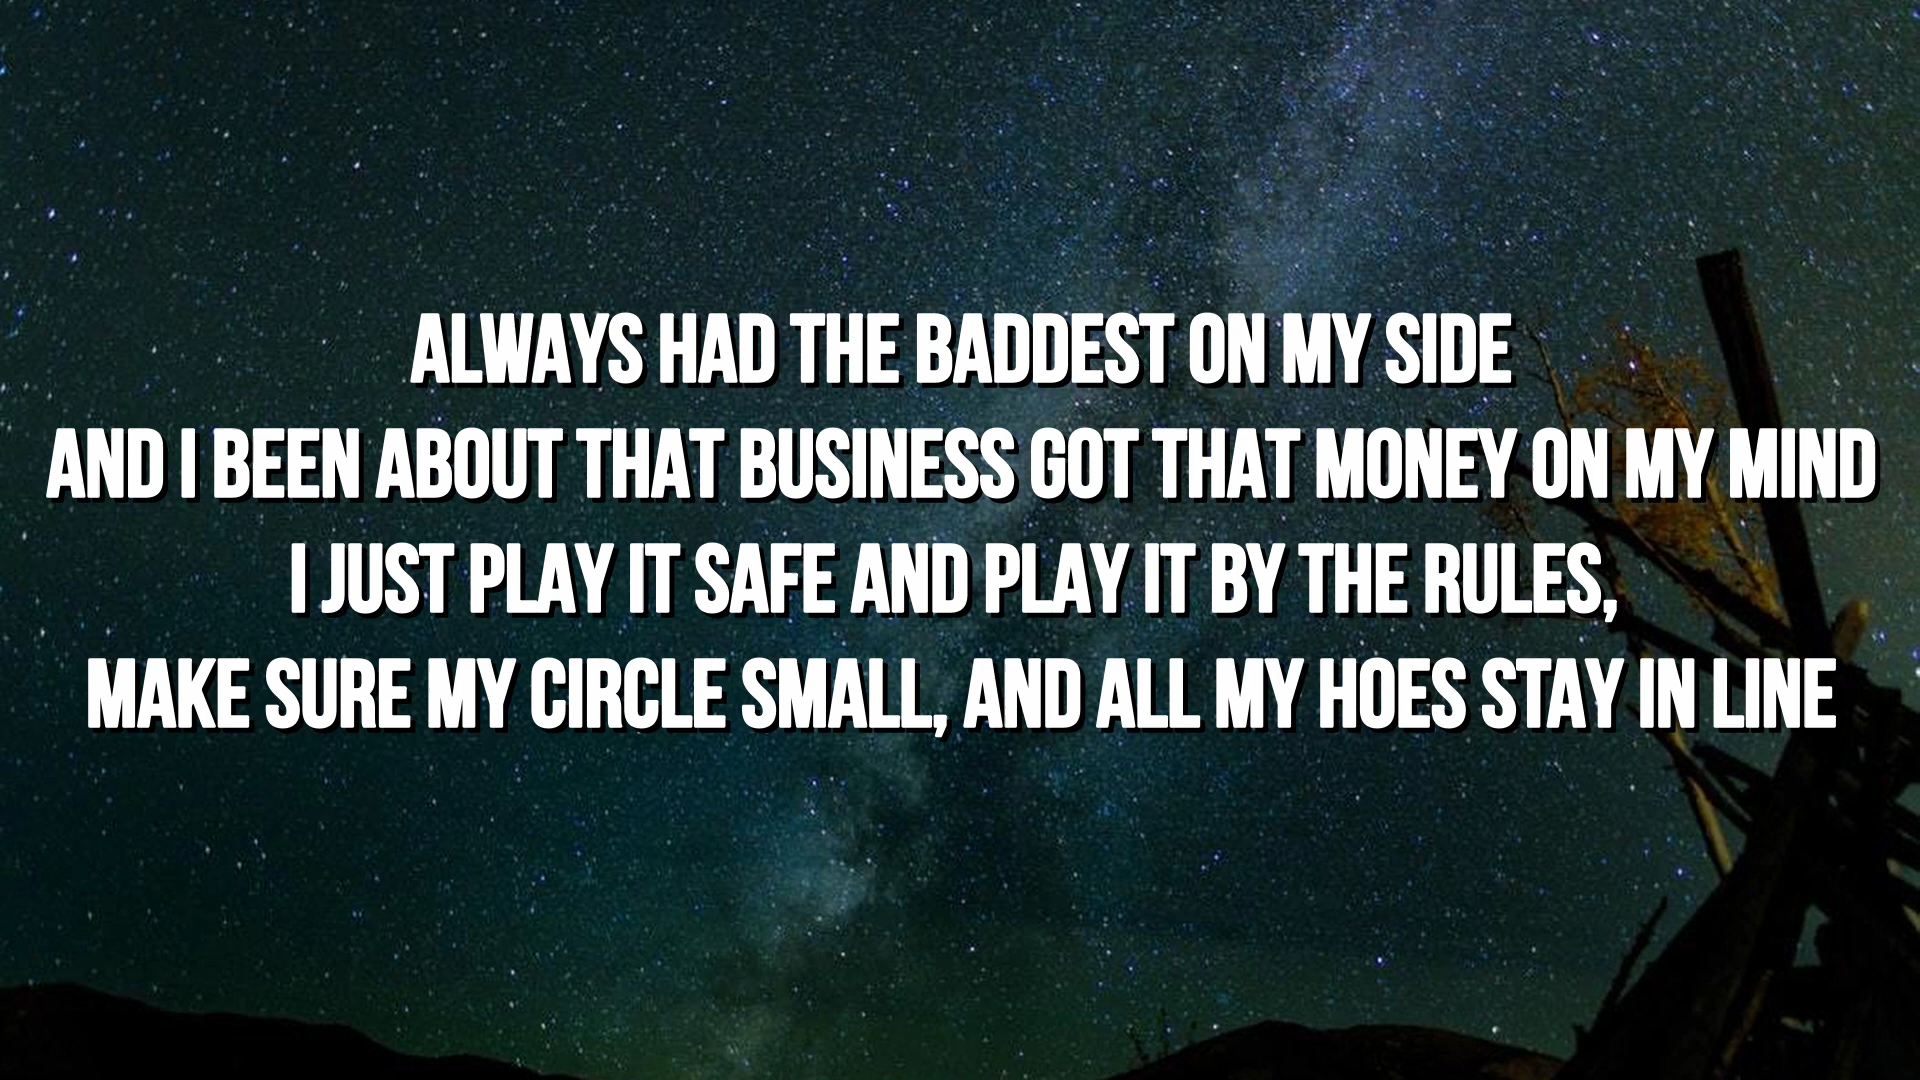 ALWAYS HAD THE BADDEST ON MY SIDE
AND I BEEN ABOUT THAT BUSINESS GOT THAT MONEY ON MY MIND
I JUST PLAY IT SAFE AND PLAY IT BY THE RULES,
MAKE SURE MY CIRCLE SMALL, AND ALL MY HOES STAY IN LINE